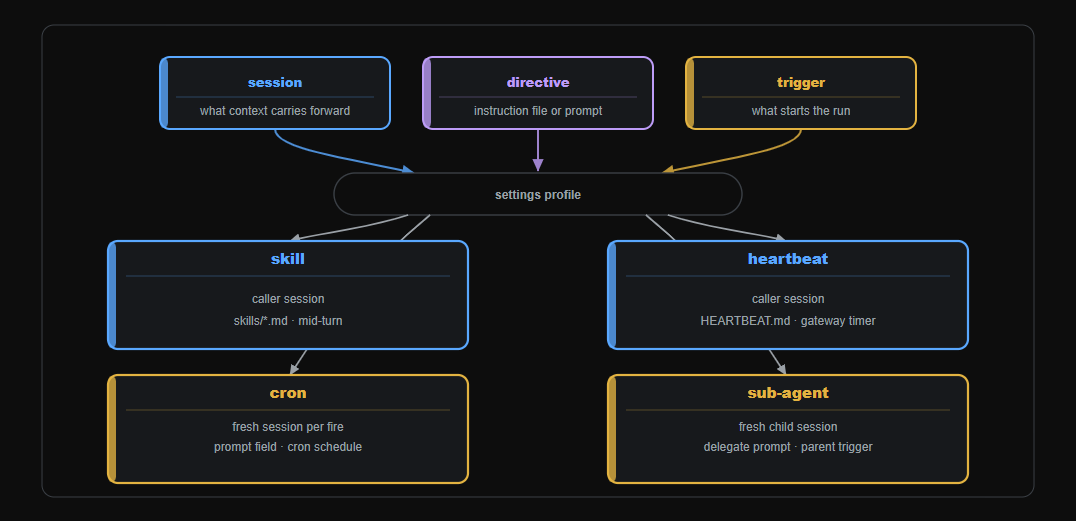 session
what context carries forward
directive
instruction file or prompt
trigger
what starts the run
settings profile
skill
caller session
skills/*.md · mid-turn
heartbeat
caller session
HEARTBEAT.md · gateway timer
cron
fresh session per fire
prompt field · cron schedule
sub-agent
fresh child session
delegate prompt · parent trigger